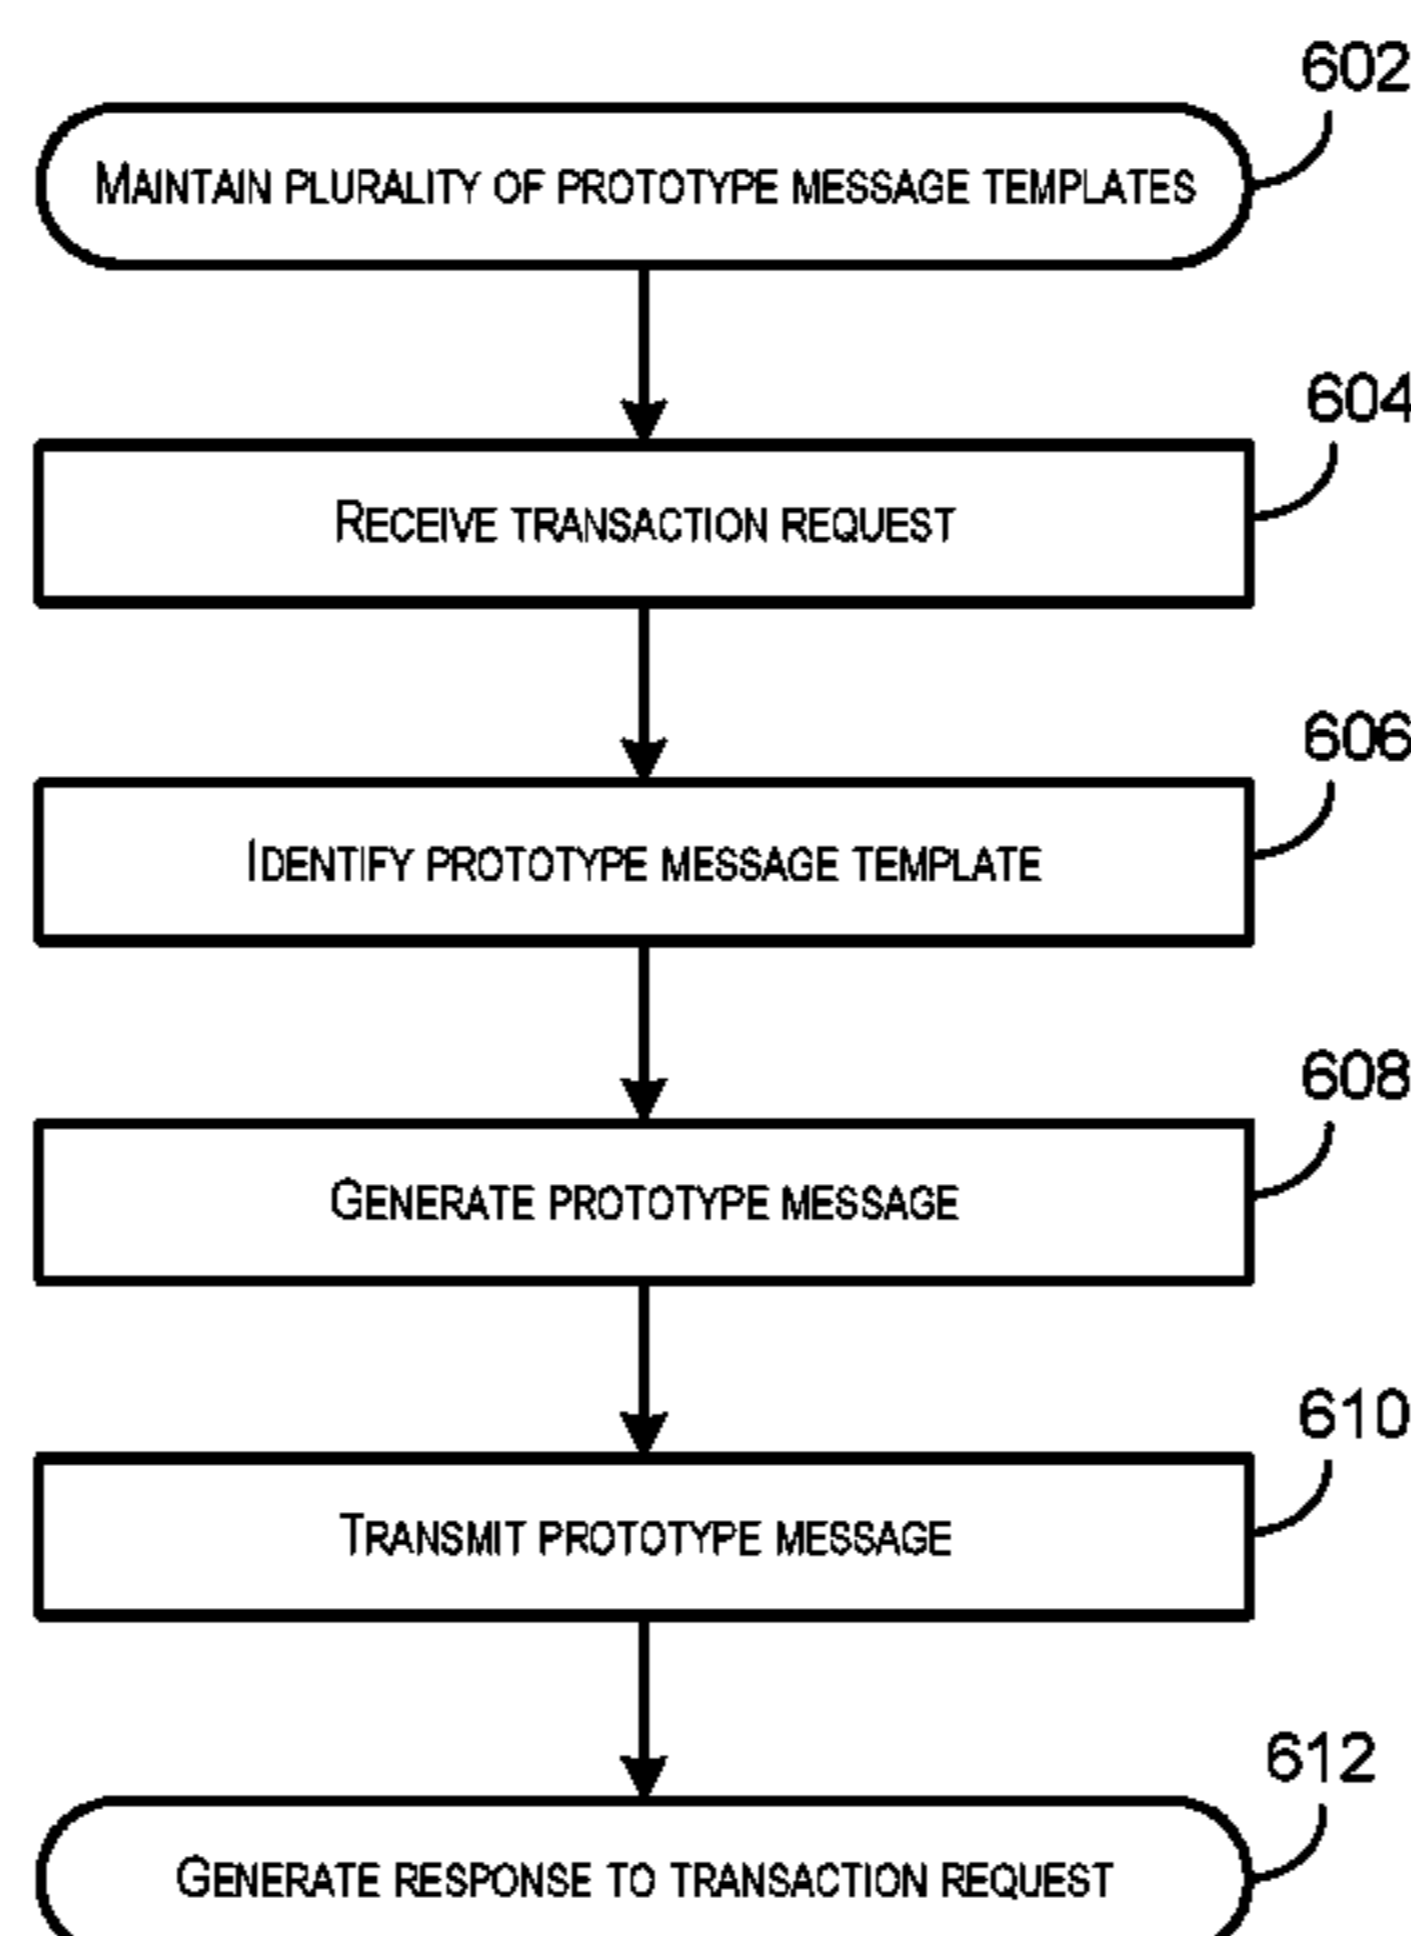 602
MAINTAIN PLURALITY OF PROTOTYPE MESSAGE TEMPLATES
604
RECEIVE TRANSACTION REQUEST
606
IDENTIFY PROTOTYPE MESSAGE TEMPLATE
608
GENERATE PROTOTYPE MESSAGE
610
TRANSMIT PROTOTYPE MESSAGE
612
GENERATE RESPONSE TO TRANSACTION REQUEST